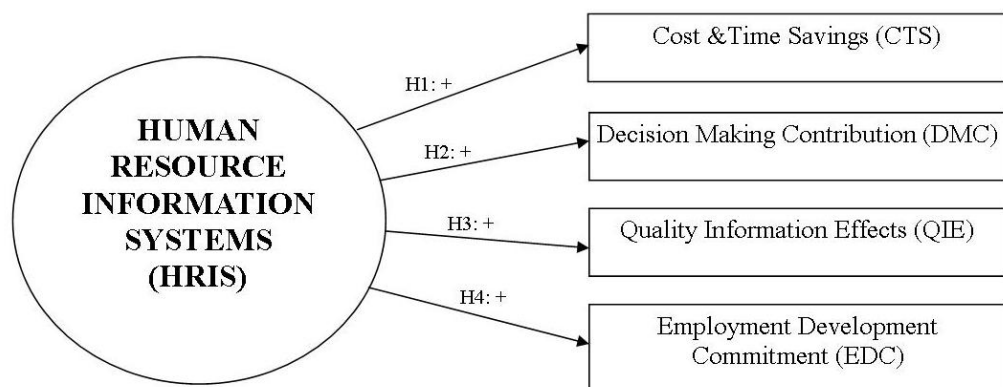 HUMAN
RESOURCE
INFORMATION
SYSTEMS
(HRIS)
H1: +
Cost &Time Savings (CTS)
H2: +
Decision Making Contribution (DMC)
H3: +
Quality Information Effects (QIE)
H4: +
Employment Development
Commitment (EDC)